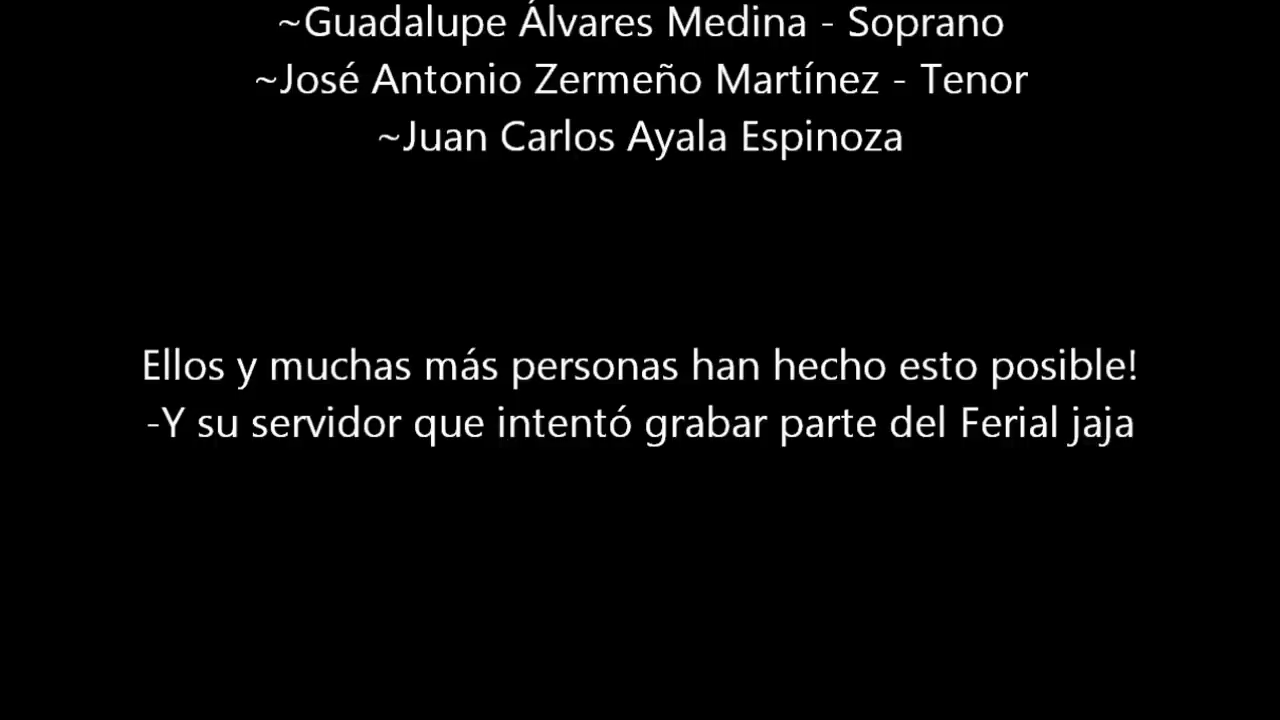 ~Guadalupe Álvares Medina - Soprano
~José Antonio Zermeño Martínez - Tenor
~Juan Carlos Ayala Espinoza
Ellos y muchas más personas han hecho esto posible!
-Y su servidor que intentó grabar parte del Ferial jaja